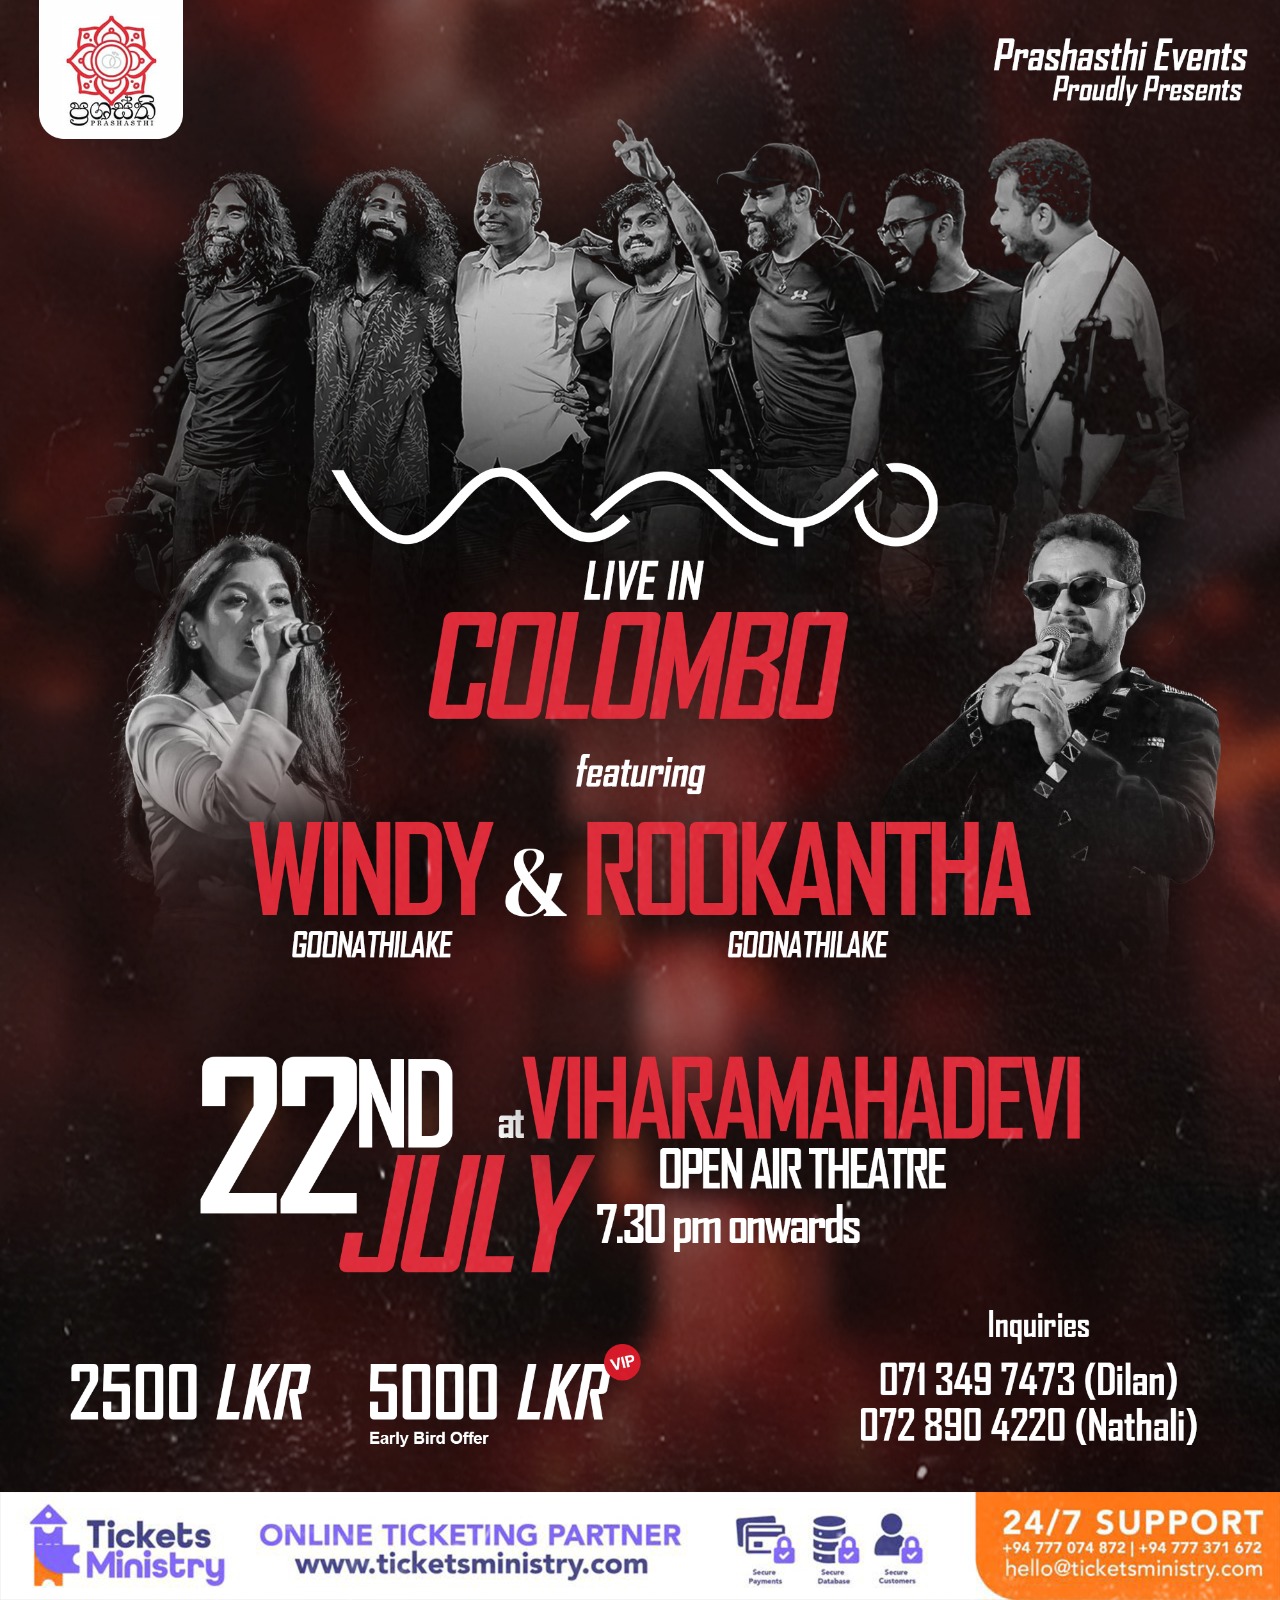 ප්‍රශස්ති
PRASHASTHI
Prashasthi Events
Proudly Presents
WAYO
LIVE IN
COLOMBO
featuring
WINDY & ROOKANTHA
GOONATHILAKE GOONATHILAKE
22ND JULY
at VIHARAMAHADEVI
OPEN AIR THEATRE
7.30 pm onwards
2500 LKR
5000 LKR VIP
Early Bird Offer
Inquiries
071 349 7473 (Dilan)
072 890 4220 (Nathali)
Tickets
Ministry
ONLINE TICKETING PARTNER
www.ticketsministry.com
Secure
Payments
Secure
Database
Secure
Customers
24/7 SUPPORT
+94 777 074 872 | +94 777 371 672
hello@ticketsministry.com